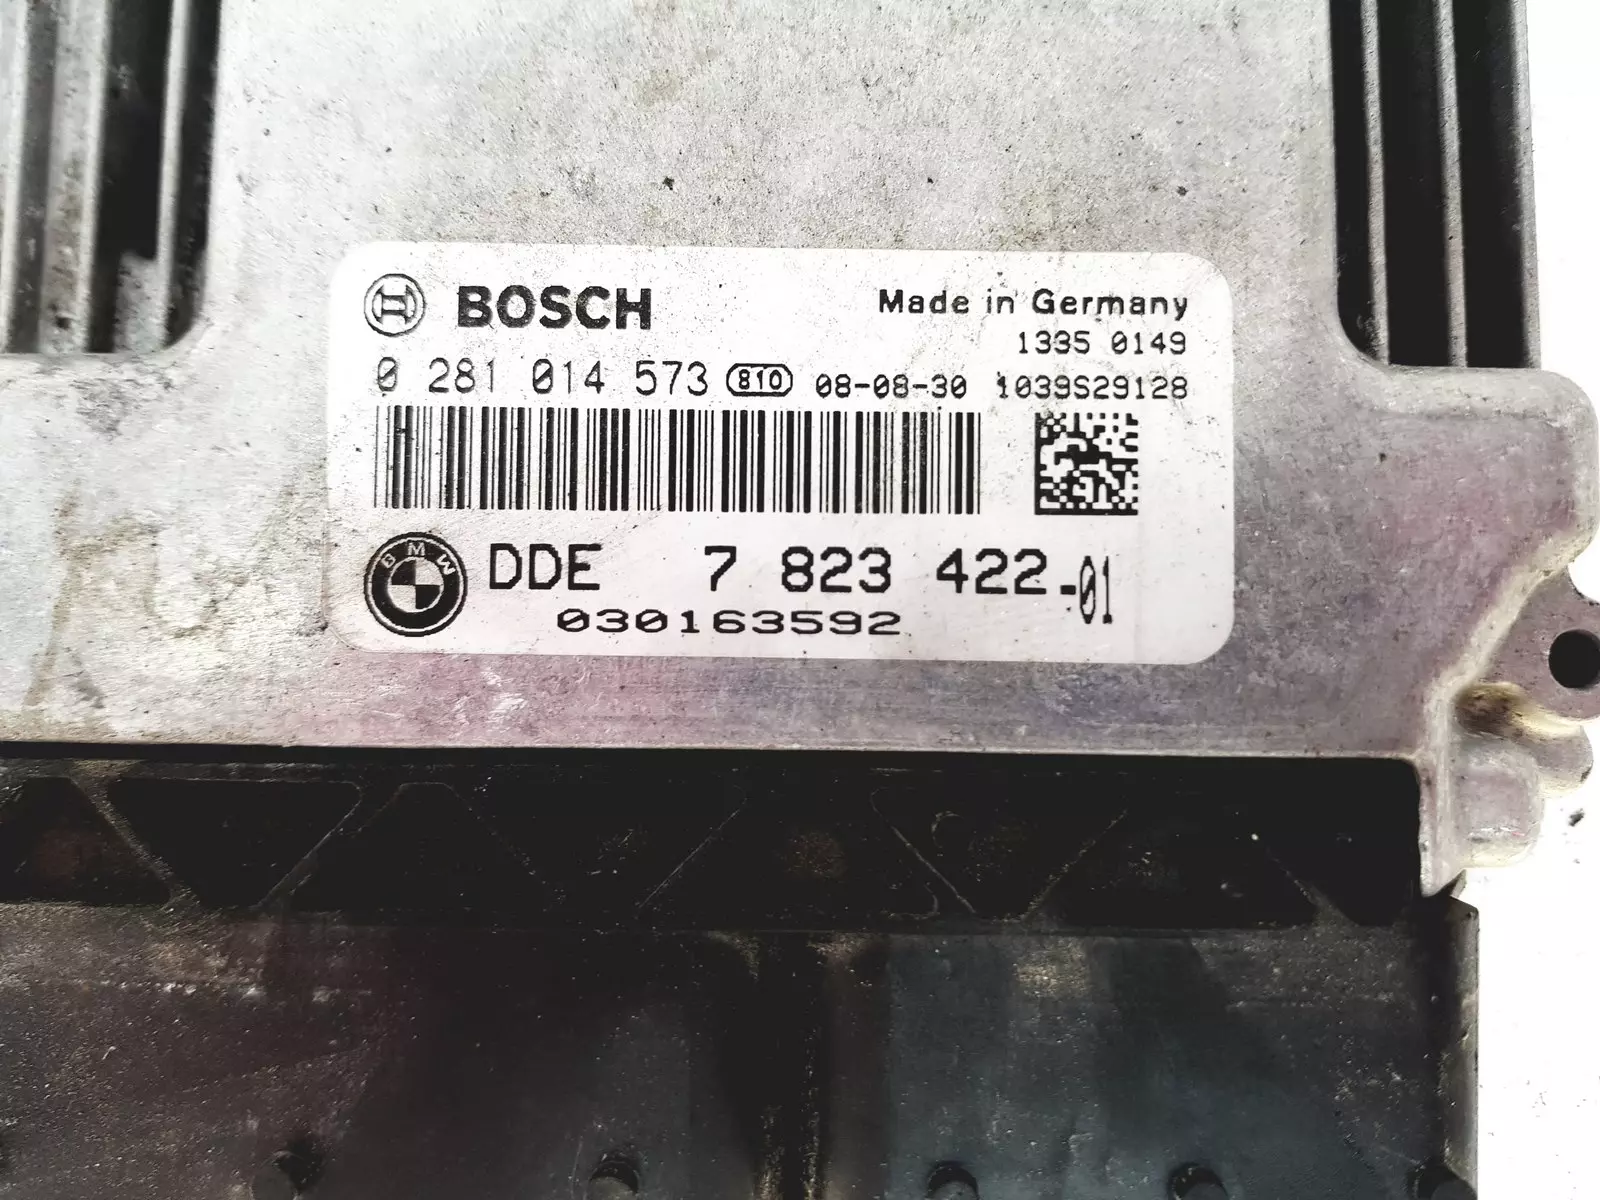 BOSCH Made in Germany
1335 0149
0 281 014 573 810 08-08-30 1039S29128
BMW DDE 7 823 422-01
030163592